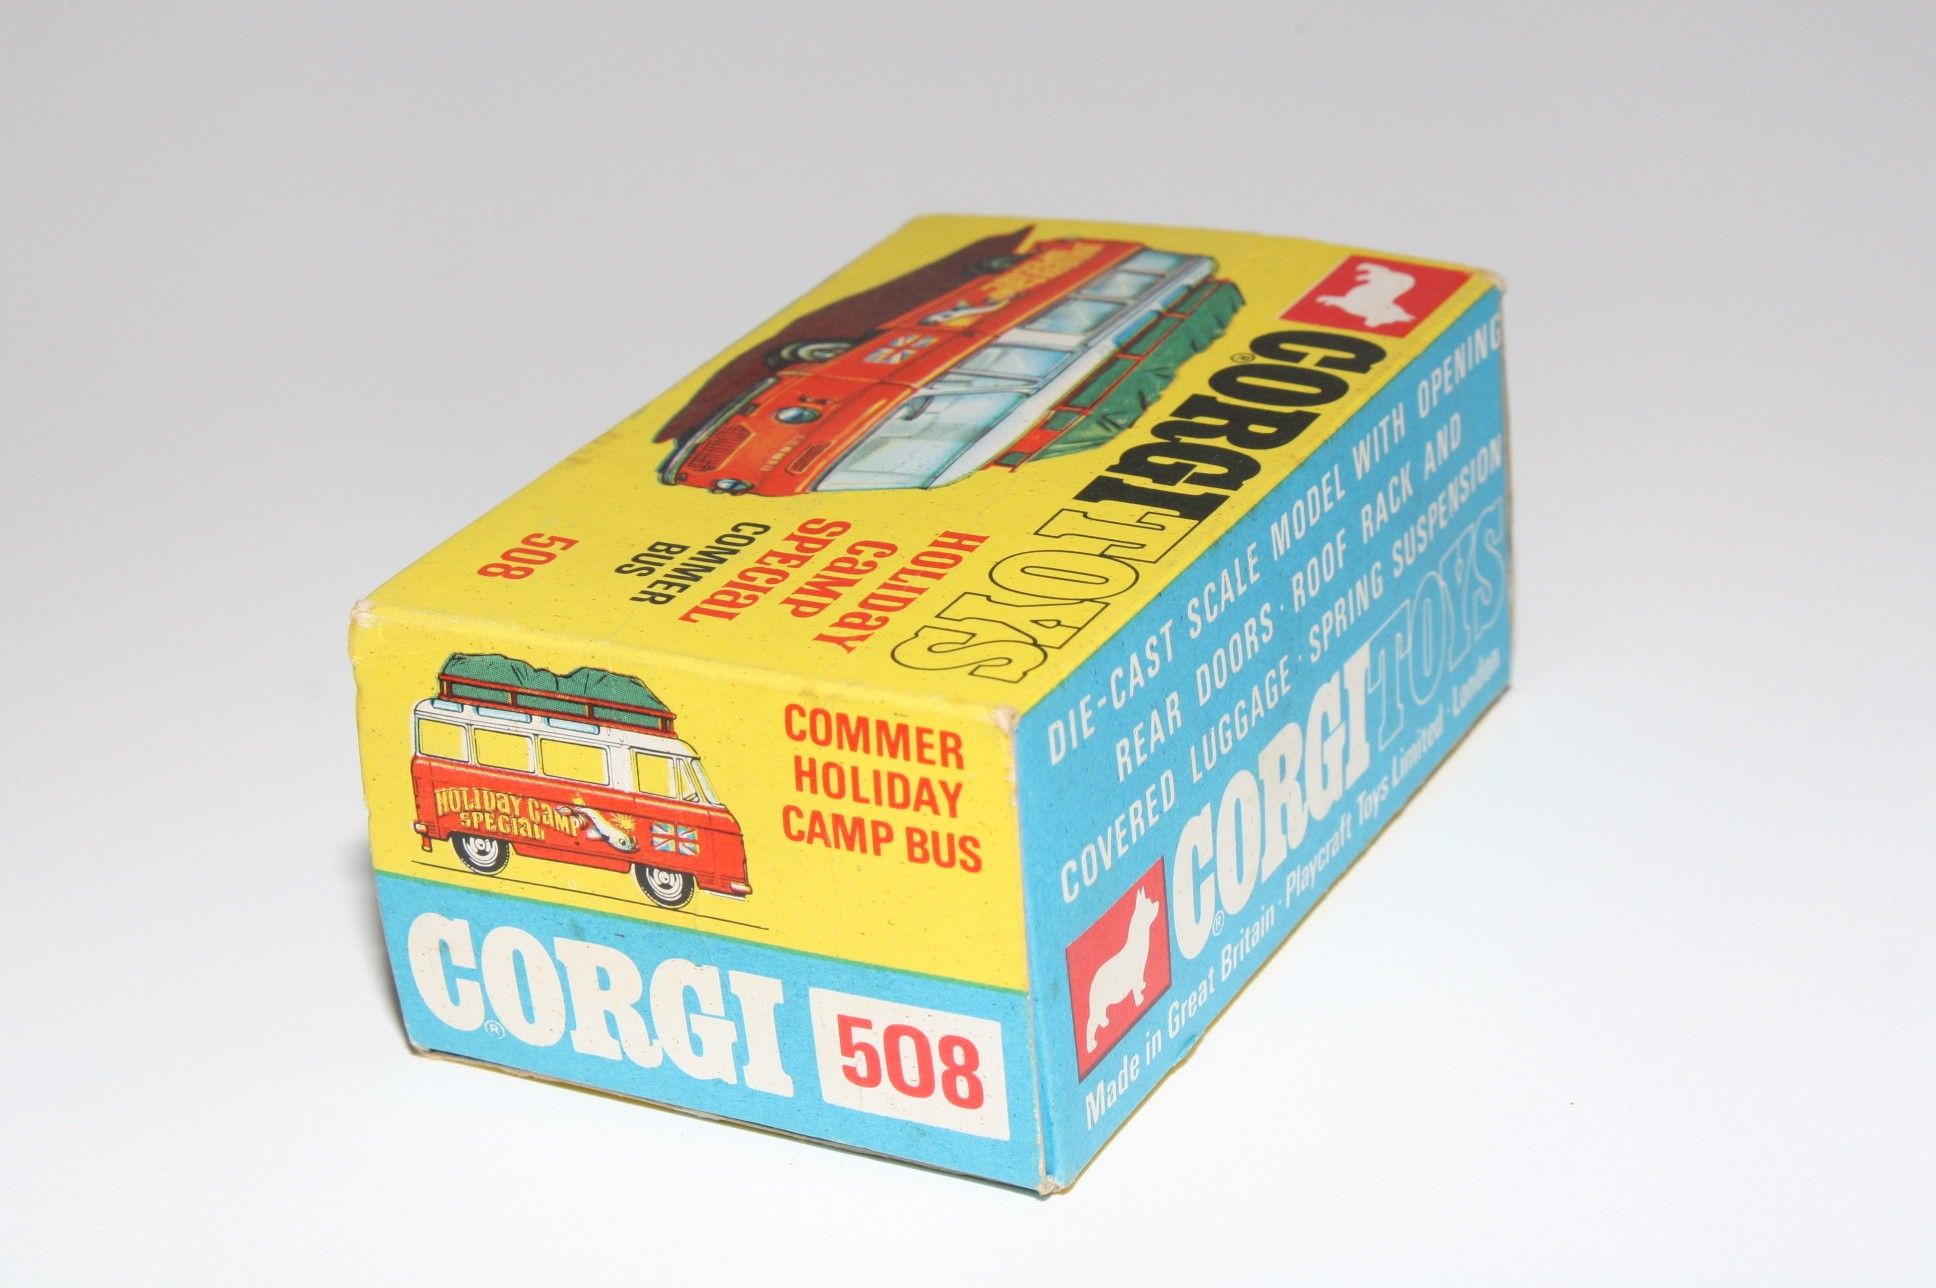 CORGI® TOYS
HOLIDAY
CAMP
SPECIAL
COMMER
BUS
508
COMMER
HOLIDAY Camp
SPECIAL
COMMER
HOLIDAY
CAMP BUS
CORGI®
508
DIE-CAST SCALE MODEL WITH OPENING
REAR DOORS · ROOF RACK AND
COVERED LUGGAGE · SPRING SUSPENSION
CORGI® TOYS
Made in Great Britain · Playcraft Toys Limited · London